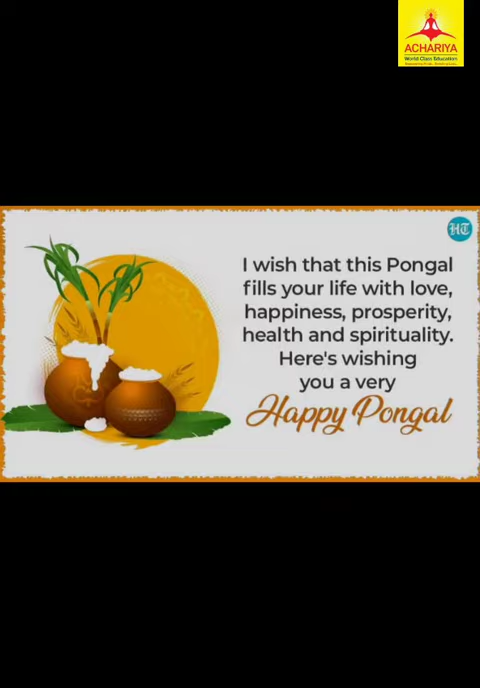 ACHARIYA
World Class Education
HT
I wish that this Pongal
fills your life with love,
happiness, prosperity,
health and spirituality.
Here's wishing
you a very
Happy Pongal